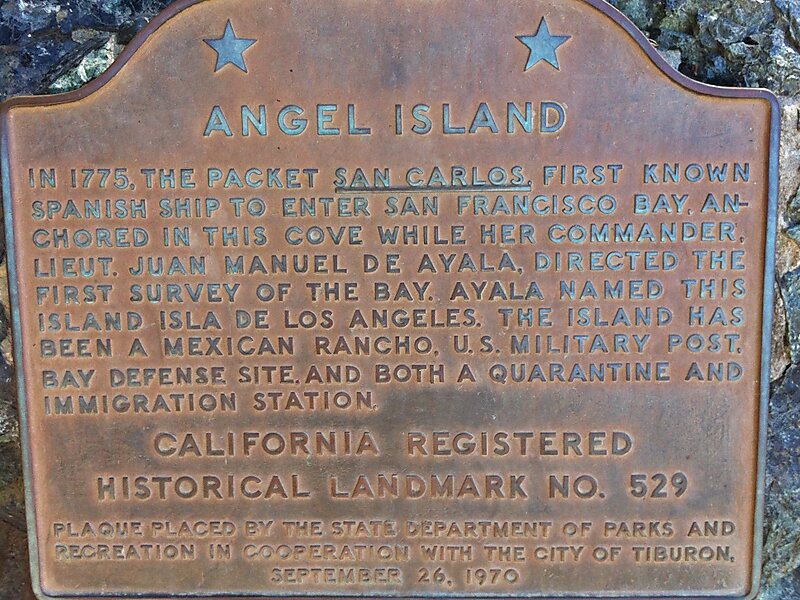 ANGEL ISLAND
IN 1775, THE PACKET SAN CARLOS, FIRST KNOWN
SPANISH SHIP TO ENTER SAN FRANCISCO BAY, AN-
CHORED IN THIS COVE WHILE HER COMMANDER,
LIEUT. JUAN MANUEL DE AYALA, DIRECTED THE
FIRST SURVEY OF THE BAY. AYALA NAMED THIS
ISLAND ISLA DE LOS ANGELES. THE ISLAND HAS
BEEN A MEXICAN RANCHO, U.S. MILITARY POST,
BAY DEFENSE SITE, AND BOTH A QUARANTINE AND
IMMIGRATION STATION.
CALIFORNIA REGISTERED
HISTORICAL LANDMARK NO. 529
PLAQUE PLACED BY THE STATE DEPARTMENT OF PARKS AND
RECREATION IN COOPERATION WITH THE CITY OF TIBURON,
SEPTEMBER 26, 1970